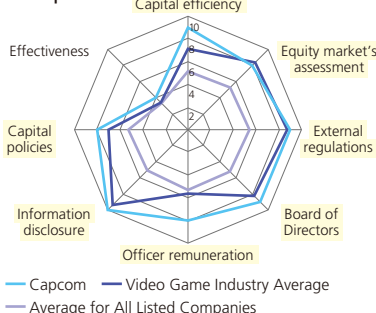 Capital efficiency
10
8
6
4
2
Effectiveness
Equity market's
assessment
Capital
policies
External
regulations
Information
disclosure
Board of
Directors
Officer remuneration
Capcom
Video Game Industry Average
Average for All Listed Companies